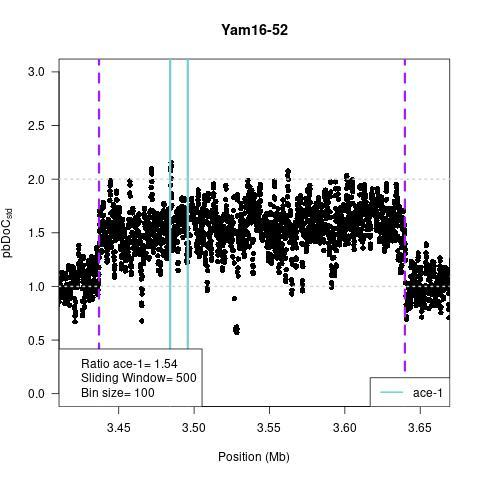 Yam16-52
pbDoCstd
3.0
2.5
2.0
1.5
1.0
0.5
0.0
Ratio ace-1= 1.54
Sliding Window= 500
Bin size= 100
ace-1
3.45 3.50 3.55 3.60 3.65
Position (Mb)